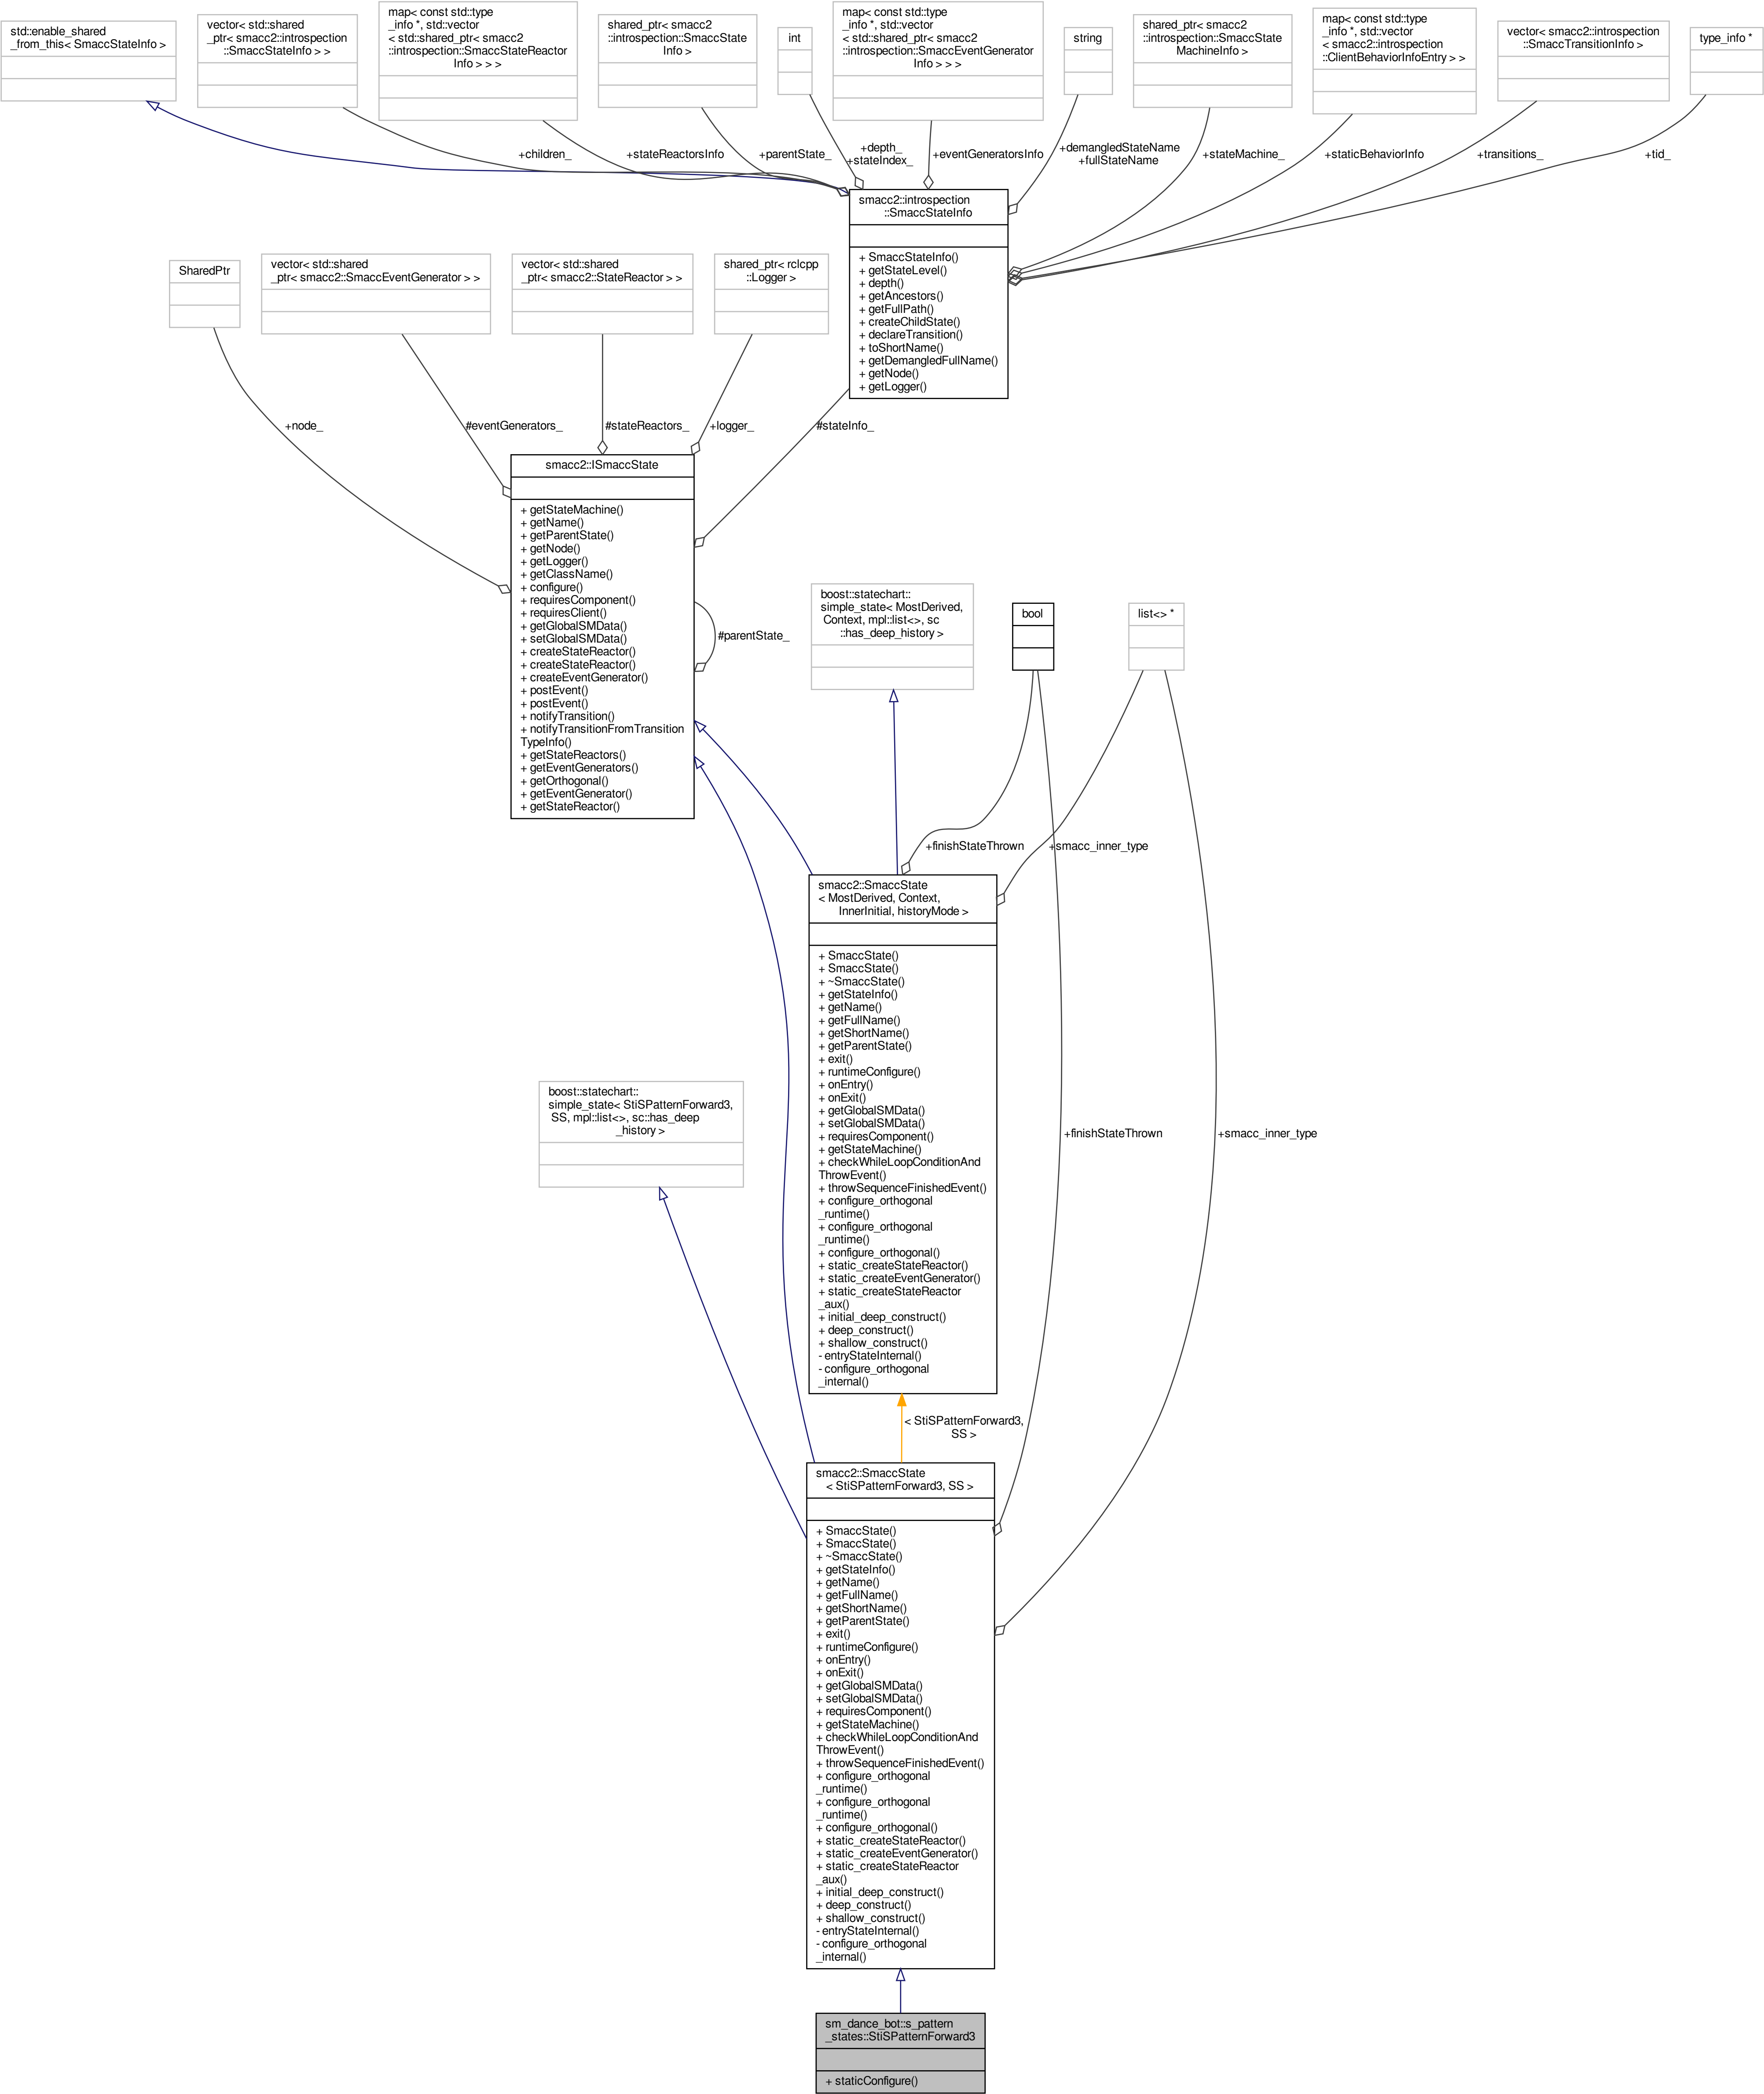 std::enable_shared
_from_this< SmaccStateInfo >
vector< std::shared
_ptr< smacc2::introspection
::SmaccStateInfo > >
map< const std::type
_info *, std::vector
< std::shared_ptr< smacc2
::introspection::SmaccStateReactor
Info > > >
shared_ptr< smacc2
::introspection::SmaccState
Info >
int
map< const std::type
_info *, std::vector
< std::shared_ptr< smacc2
::introspection::SmaccEventGenerator
Info > > >
string
shared_ptr< smacc2
::introspection::SmaccState
MachineInfo >
map< const std::type
_info *, std::vector
< smacc2::introspection
::ClientBehaviorInfoEntry > >
vector< smacc2::introspection
::SmaccTransitionInfo >
type_info *
+children_
+stateReactorsInfo
+parentState_
+depth_
+stateIndex_
+eventGeneratorsInfo
+demangledStateName
+fullStateName
+stateMachine_
+staticBehaviorInfo
+transitions_
+tid_
smacc2::introspection
::SmaccStateInfo
+ SmaccStateInfo()
+ getStateLevel()
+ depth()
+ getAncestors()
+ getFullPath()
+ createChildState()
+ declareTransition()
+ toShortName()
+ getDemangledFullName()
+ getNode()
+ getLogger()
SharedPtr
vector< std::shared
_ptr< smacc2::SmaccEventGenerator > >
vector< std::shared
_ptr< smacc2::StateReactor > >
shared_ptr< rclcpp
::Logger >
+node_
#eventGenerators_
#stateReactors_
+logger_
#stateInfo_
smacc2::ISmaccState
+ getStateMachine()
+ getName()
+ getParentState()
+ getNode()
+ getLogger()
+ getClassName()
+ configure()
+ requiresComponent()
+ requiresClient()
+ getGlobalSMData()
+ setGlobalSMData()
+ createStateReactor()
+ createStateReactor()
+ createEventGenerator()
+ postEvent()
+ postEvent()
+ notifyTransition()
+ notifyTransitionFromTransition
TypeInfo()
+ getStateReactors()
+ getEventGenerators()
+ getOrthogonal()
+ getEventGenerator()
+ getStateReactor()
#parentState_
boost::statechart::
simple_state< MostDerived,
Context, mpl::list<>, sc
::has_deep_history >
bool
list<> *
+finishStateThrown
+smacc_inner_type
smacc2::SmaccState
< MostDerived, Context,
InnerInitial, historyMode >
+ SmaccState()
+ SmaccState()
+ ~SmaccState()
+ getStateInfo()
+ getName()
+ getFullName()
+ getShortName()
+ getParentState()
+ exit()
+ runtimeConfigure()
+ onEntry()
+ onExit()
+ getGlobalSMData()
+ setGlobalSMData()
+ requiresComponent()
+ getStateMachine()
+ checkWhileLoopConditionAnd
ThrowEvent()
+ throwSequenceFinishedEvent()
+ configure_orthogonal
_runtime()
+ configure_orthogonal
_runtime()
+ configure_orthogonal()
+ static_createStateReactor()
+ static_createEventGenerator()
+ static_createStateReactor
_aux()
+ initial_deep_construct()
+ deep_construct()
+ shallow_construct()
- entryStateInternal()
- configure_orthogonal
_internal()
boost::statechart::
simple_state< StiSPatternForward3,
SS, mpl::list<>, sc::has_deep
_history >
+finishStateThrown
+smacc_inner_type
< StiSPatternForward3,
SS >
smacc2::SmaccState
< StiSPatternForward3, SS >
+ SmaccState()
+ SmaccState()
+ ~SmaccState()
+ getStateInfo()
+ getName()
+ getFullName()
+ getShortName()
+ getParentState()
+ exit()
+ runtimeConfigure()
+ onEntry()
+ onExit()
+ getGlobalSMData()
+ setGlobalSMData()
+ requiresComponent()
+ getStateMachine()
+ checkWhileLoopConditionAnd
ThrowEvent()
+ throwSequenceFinishedEvent()
+ configure_orthogonal
_runtime()
+ configure_orthogonal
_runtime()
+ configure_orthogonal()
+ static_createStateReactor()
+ static_createEventGenerator()
+ static_createStateReactor
_aux()
+ initial_deep_construct()
+ deep_construct()
+ shallow_construct()
- entryStateInternal()
- configure_orthogonal
_internal()
sm_dance_bot::s_pattern
_states::StiSPatternForward3
+ staticConfigure()